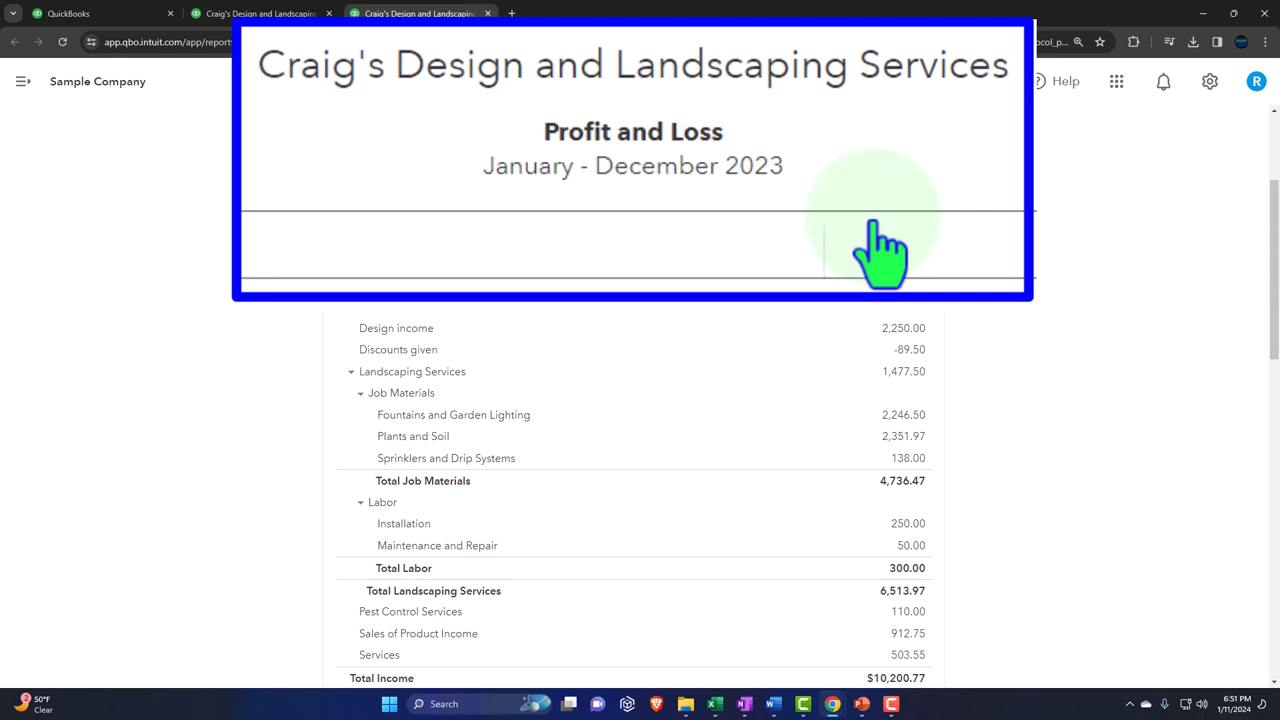 QuickBooks
Craig's Design and Landscaping
Craig's Design and Landscaping
app.qbo.intuit.com/app/report
Sample Company
Help
R
Craig's Design and Landscaping Services
Profit and Loss
January - December 2023
Design income 2,250.00
Discounts given -89.50
Landscaping Services 1,477.50
Job Materials
Fountains and Garden Lighting 2,246.50
Plants and Soil 2,351.97
Sprinklers and Drip Systems 138.00
Total Job Materials 4,736.47
Labor
Installation 250.00
Maintenance and Repair 50.00
Total Labor 300.00
Total Landscaping Services 6,513.97
Pest Control Services 110.00
Sales of Product Income 912.75
Services 503.55
Total Income $10,200.77
2
50°F
Clear
Search
6:51 PM
1/11/2024